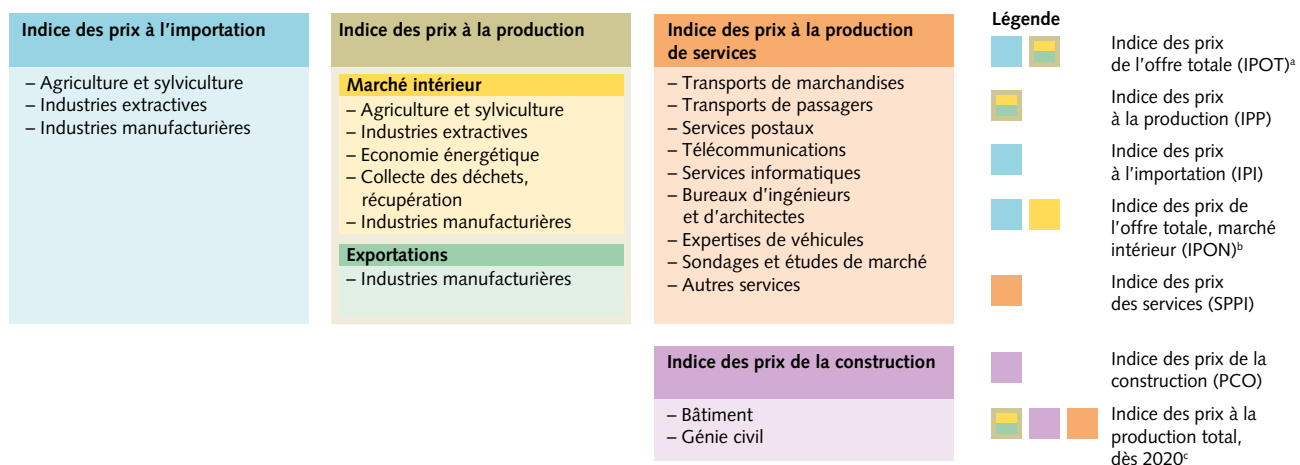 Indice des prix à l'importation
– Agriculture et sylviculture
– Industries extractives
– Industries manufacturières
Indice des prix à la production
Marché intérieur
– Agriculture et sylviculture
– Industries extractives
– Economie énergétique
– Collecte des déchets,
récupération
– Industries manufacturières
Exportations
– Industries manufacturières
Indice des prix à la production
de services
– Transports de marchandises
– Transports de passagers
– Services postaux
– Télécommunications
– Services informatiques
– Bureaux d'ingénieurs
et d'architectes
– Expertises de véhicules
– Sondages et études de marché
– Autres services
Indice des prix de la construction
– Bâtiment
– Génie civil
Légende
Indice des prix
de l'offre totale (IPOT)ᵃ
Indice des prix
à la production (IPP)
Indice des prix
à l'importation (IPI)
Indice des prix de
l'offre totale, marché
intérieur (IPON)ᵇ
Indice des prix
des services (SPPI)
Indice des prix de la
construction (PCO)
Indice des prix à la
production total,
dès 2020ᶜ